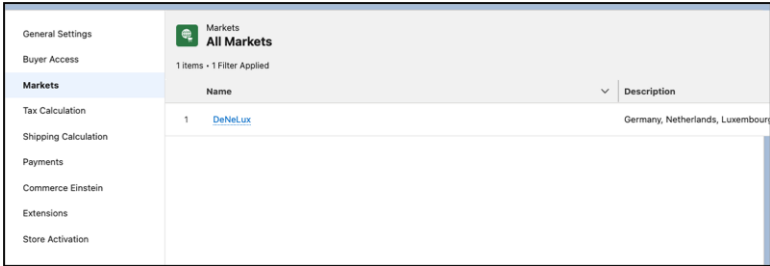 General Settings
Buyer Access
Markets
Tax Calculation
Shipping Calculation
Payments
Commerce Einstein
Extensions
Store Activation
Markets
All Markets
1 items • 1 Filter Applied
Name Description
1 DeNeLux Germany, Netherlands, Luxembourg